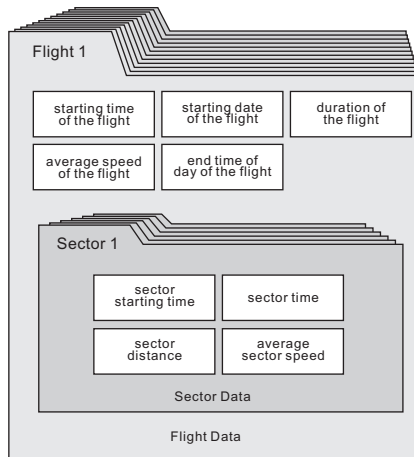 Flight 1
starting time
of the flight
starting date
of the flight
duration of
the flight
average speed
of the flight
end time of
day of the flight
Sector 1
sector
starting time
sector time
sector
distance
average
sector speed
Sector Data
Flight Data